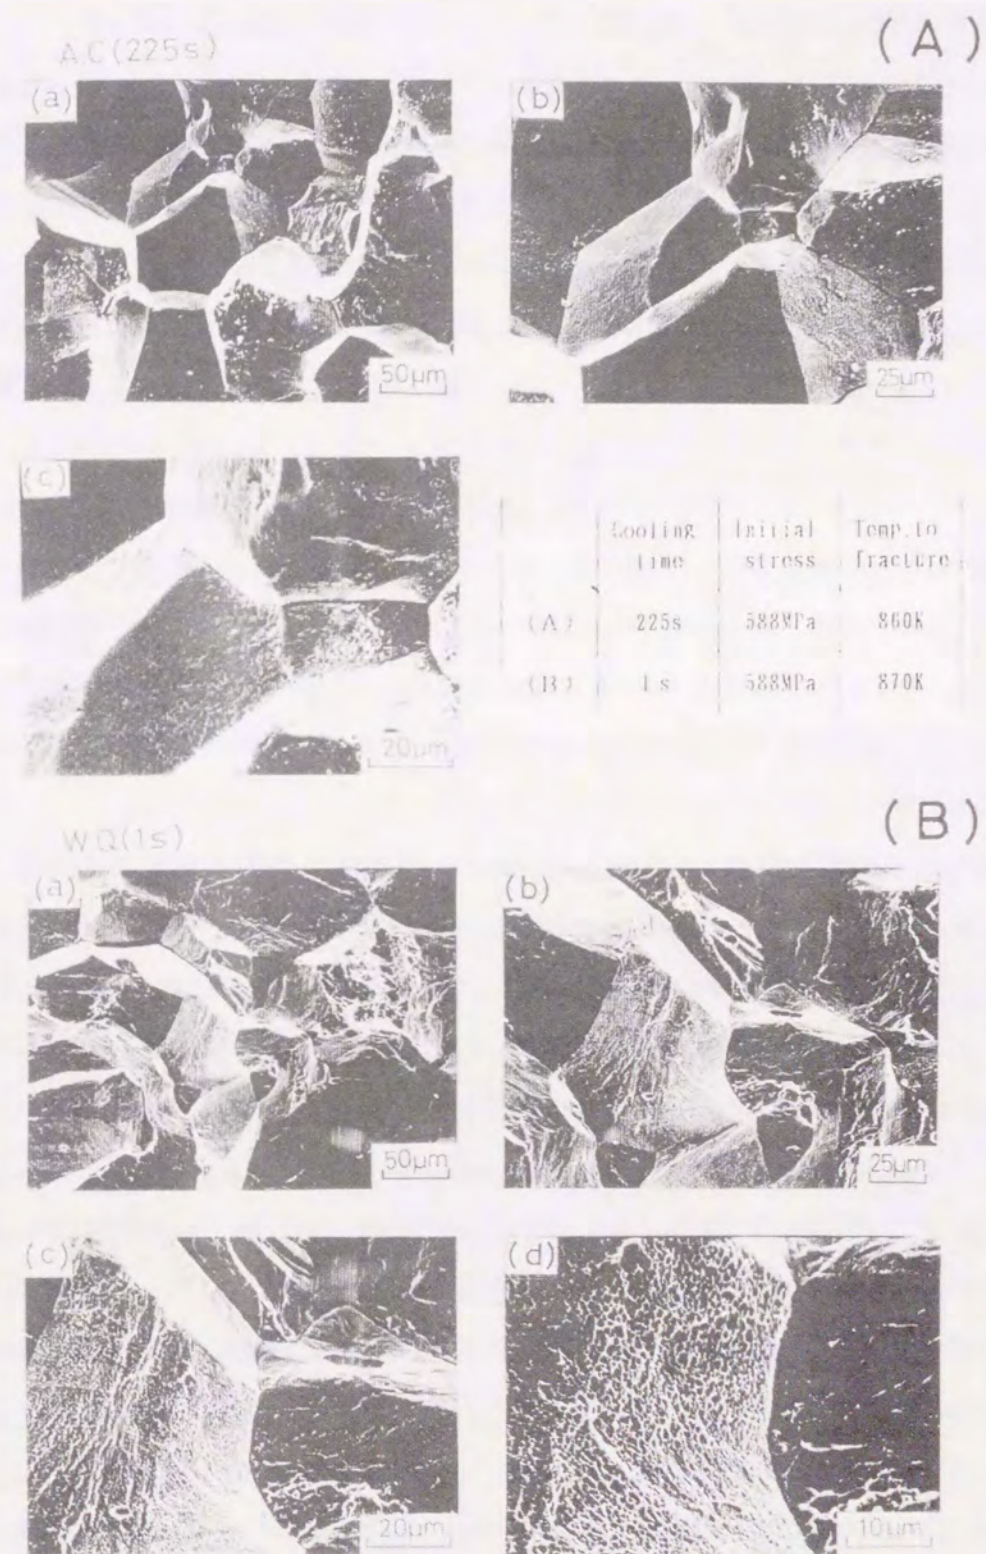 (A)
A.C(225s)
(a)
50μm
(b)
25μm
(c)
20μm
Cooling time
Initial stress
Temp.to fracture
(A) 225s 588MPa 860K
(B) 1s 588MPa 870K
(B)
W.Q(1s)
(a)
50μm
(b)
25μm
(c)
20μm
(d)
10μm